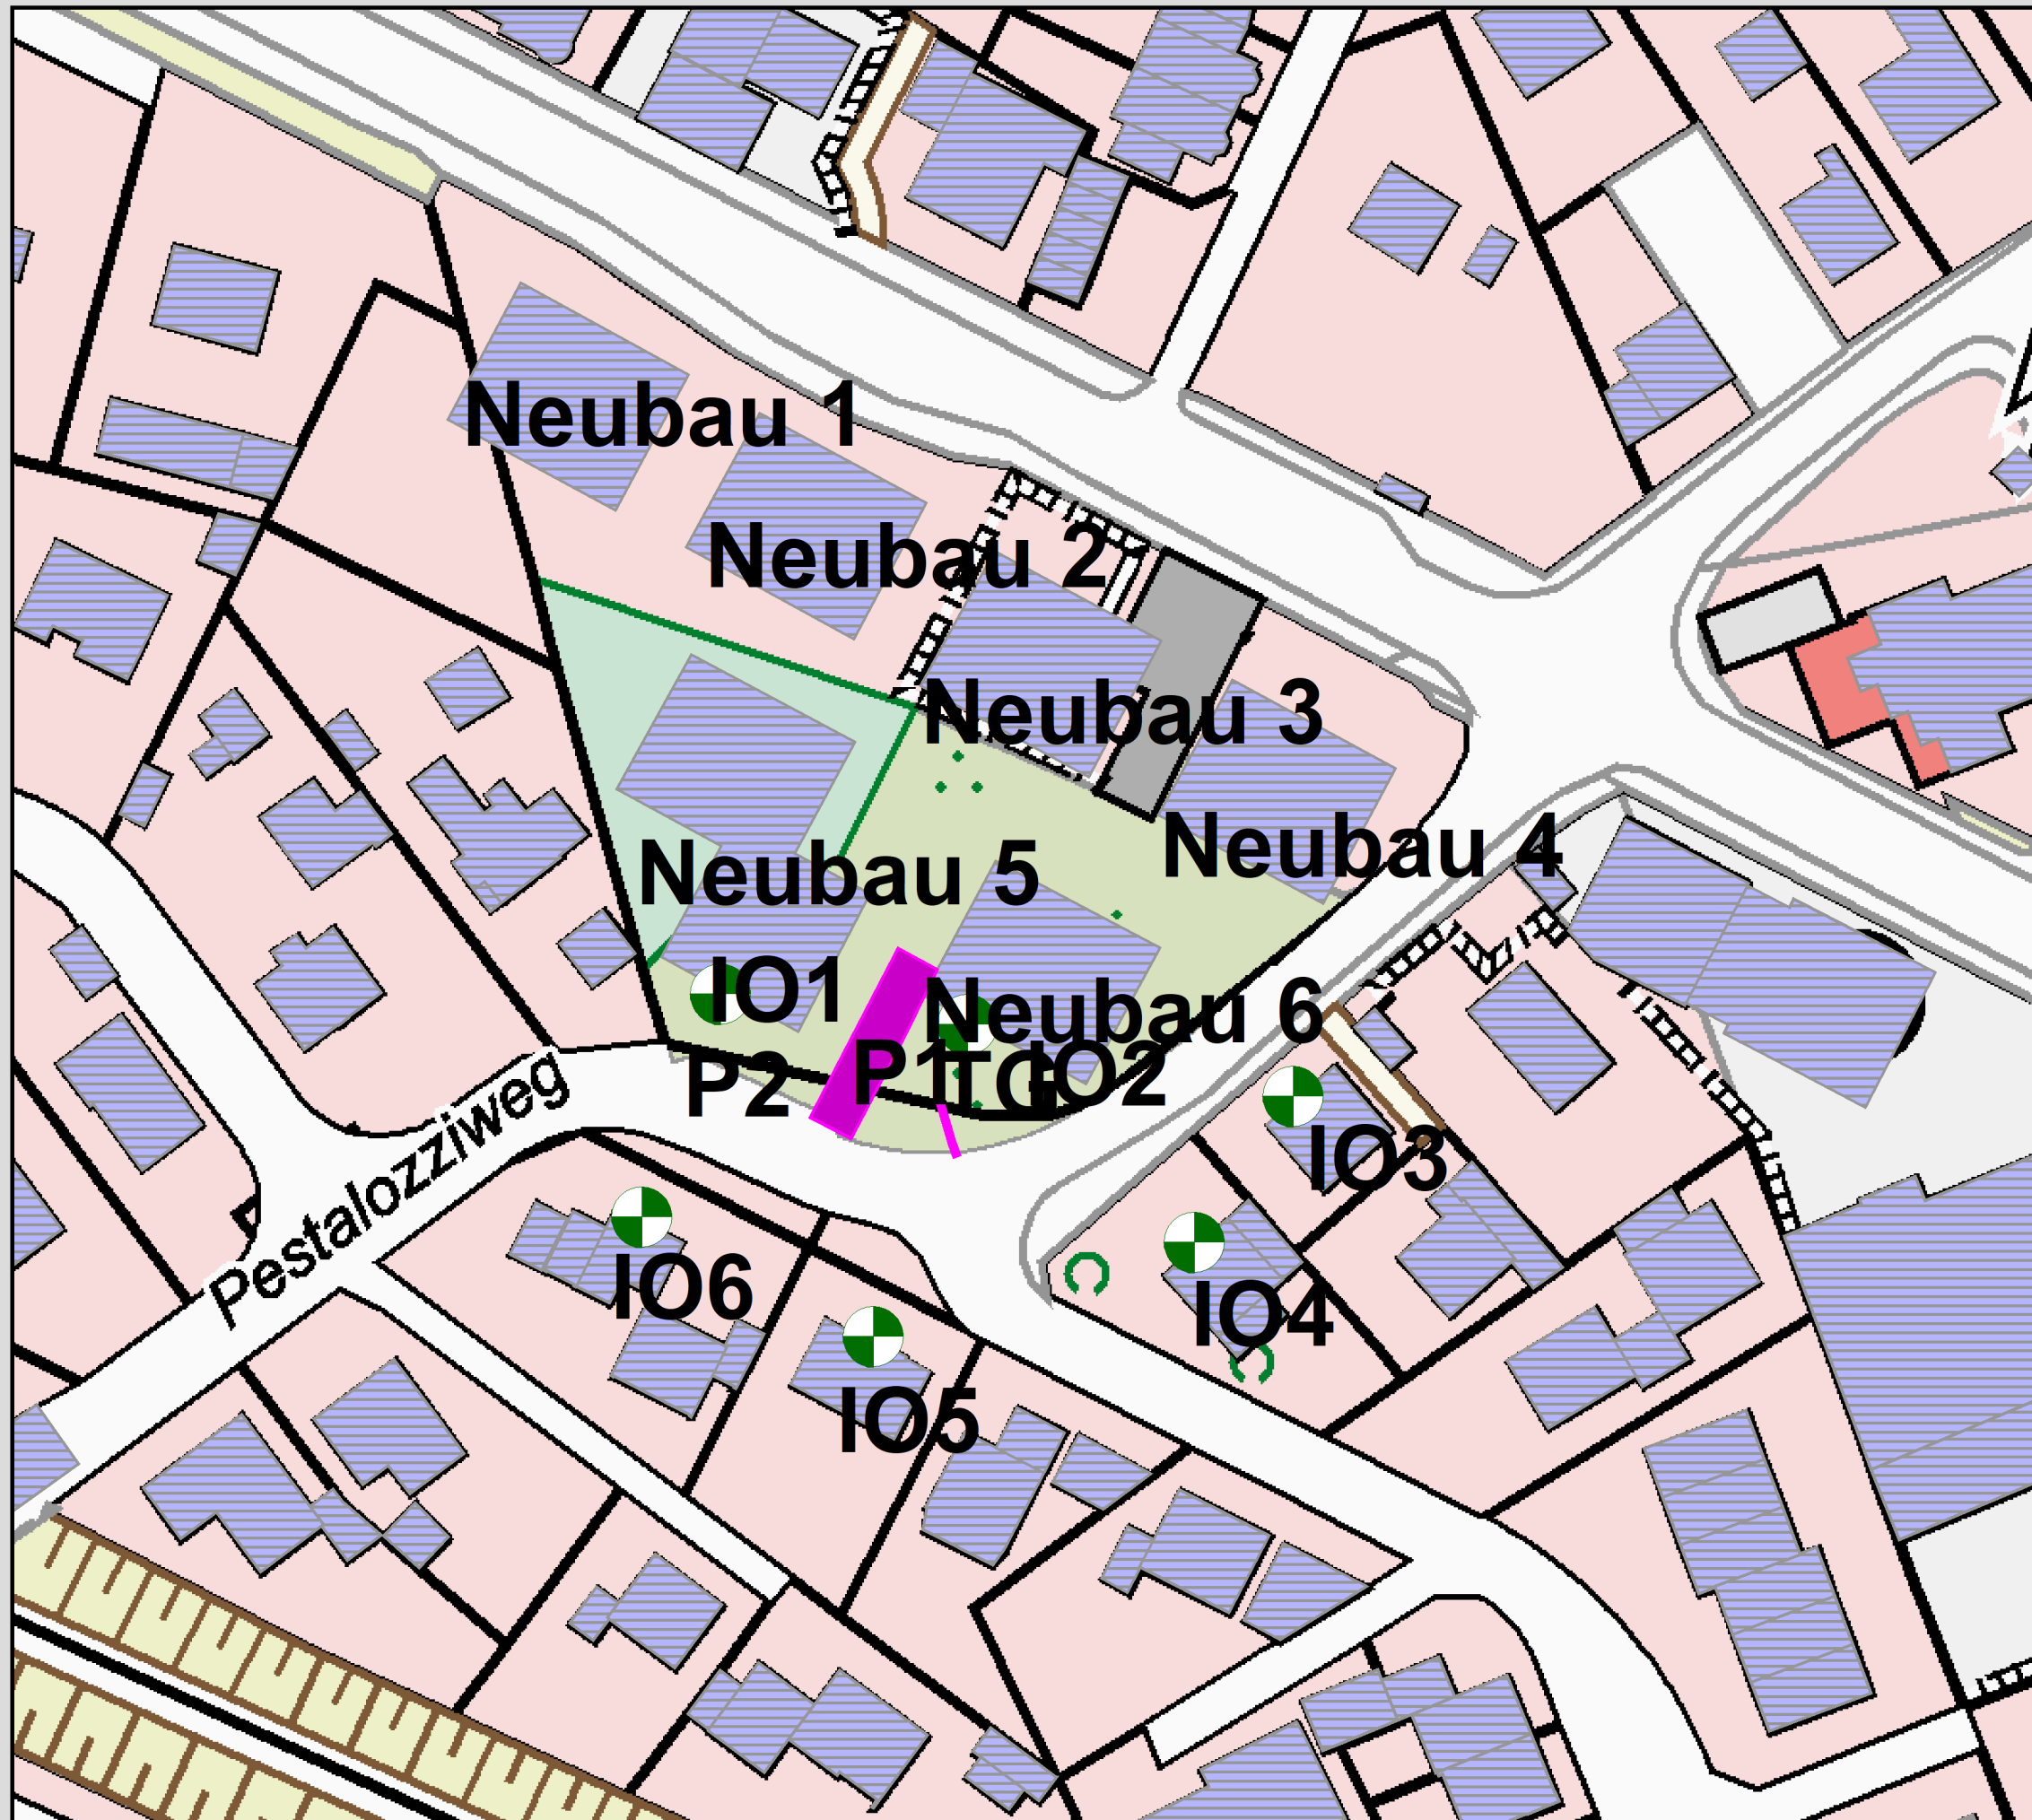 Neubau 1
Neubau 2
Neubau 3
Neubau 4
Neubau 5
IO1
Neubau 6
P2
P1
TG
IO2
IO3
Pestalozziweg
IO6
IO4
IO5